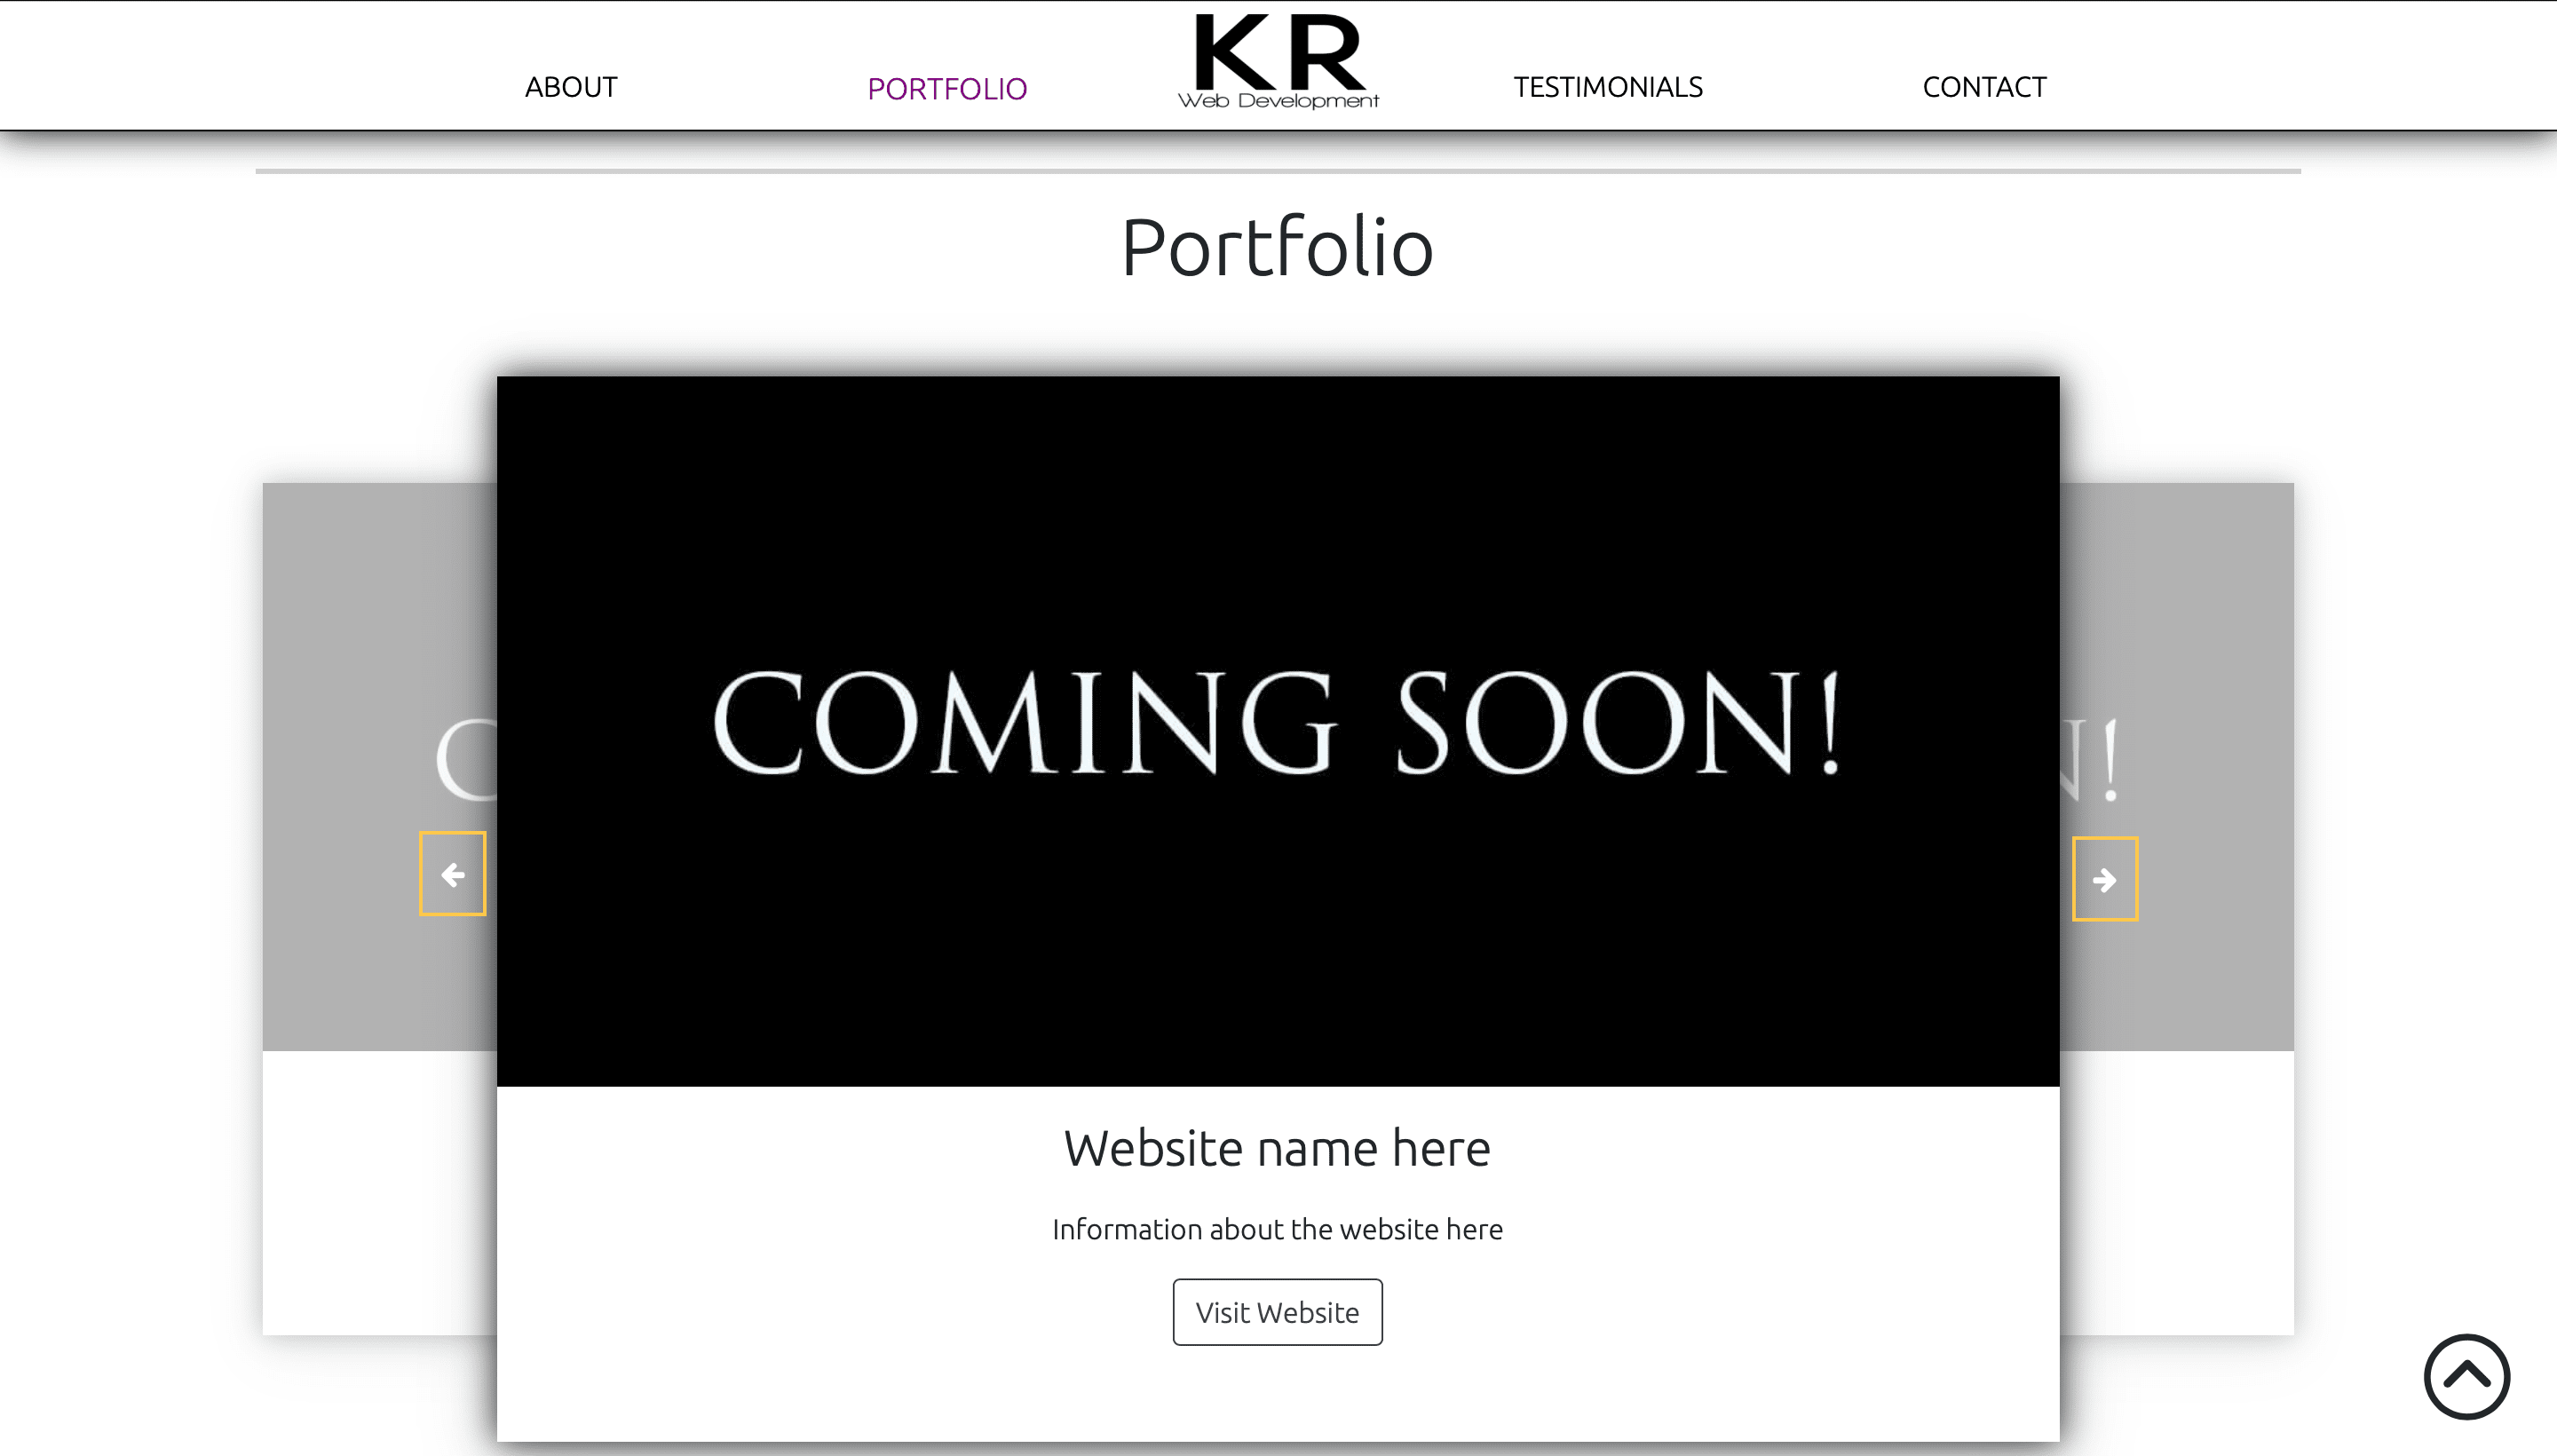 ABOUT
PORTFOLIO
KR
Web Development
TESTIMONIALS
CONTACT
Portfolio
COMING SOON!
C
N!
Website name here
Information about the website here
Visit Website